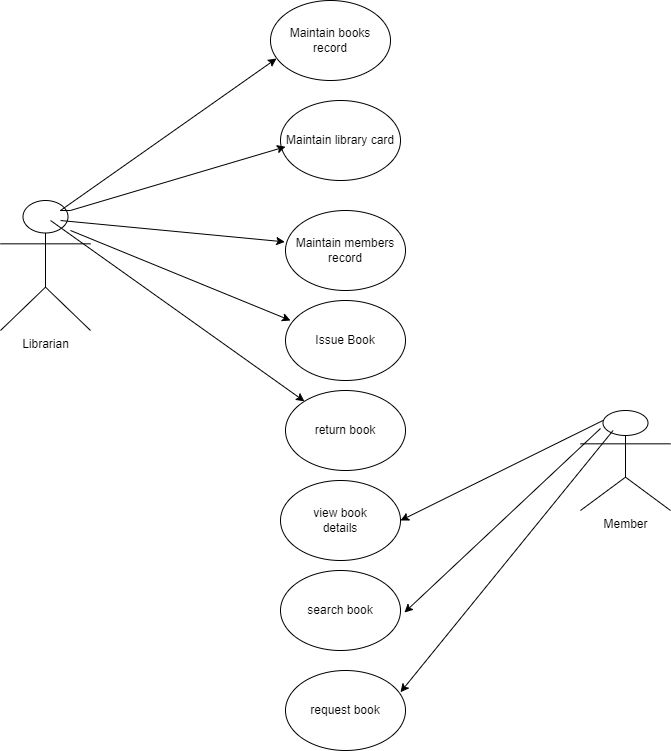 Maintain books
record
Maintain library card
Maintain members
record
Librarian
Issue Book
return book
view book
details
Member
search book
request book